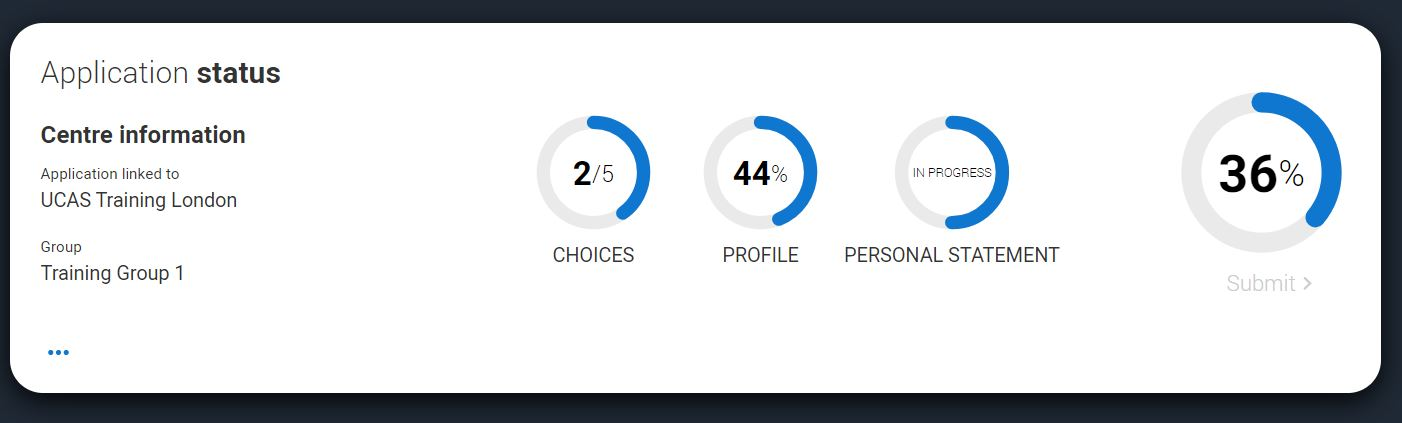 Application status
Centre information
Application linked to
UCAS Training London
Group
Training Group 1
2/5
CHOICES
44%
PROFILE
IN PROGRESS
PERSONAL STATEMENT
36%
Submit